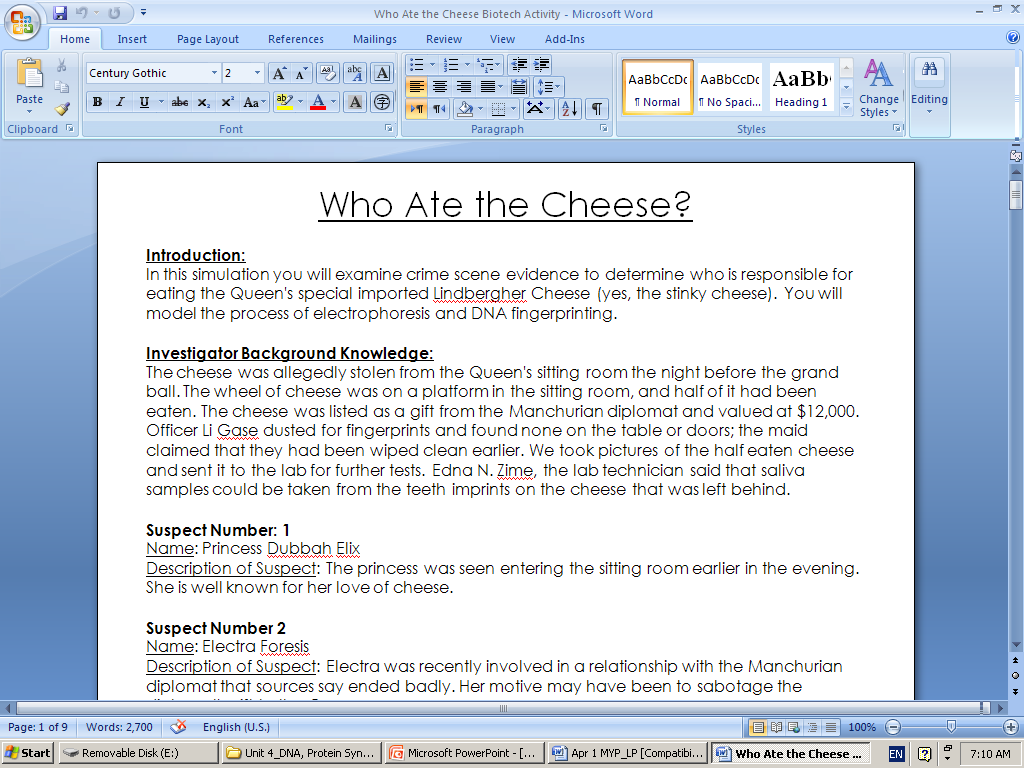 Who Ate the Cheese Biotech Activity - Microsoft Word
Home Insert Page Layout References Mailings Review View Add-Ins
Paste
Clipboard
Century Gothic 2
Font
Paragraph
AaBbCcDc AaBbCcDc AaBb
¶ Normal ¶ No Spaci... Heading 1
Change Styles
Styles
Editing
Who Ate the Cheese?
Introduction:
In this simulation you will examine crime scene evidence to determine who is responsible for
eating the Queen's special imported Lindbergher Cheese (yes, the stinky cheese).  You will
model the process of electrophoresis and DNA fingerprinting.
Investigator Background Knowledge:
The cheese was allegedly stolen from the Queen's sitting room the night before the grand
ball. The wheel of cheese was on a platform in the sitting room, and half of it had been
eaten. The cheese was listed as a gift from the Manchurian diplomat and valued at $12,000.
Officer Li Gase dusted for fingerprints and found none on the table or doors; the maid
claimed that they had been wiped clean earlier. We took pictures of the half eaten cheese
and sent it to the lab for further tests.  Edna N. Zime, the lab technician said that saliva
samples could be taken from the teeth imprints on the cheese that was left behind.
Suspect Number: 1
Name: Princess Dubbah Elix
Description of Suspect: The princess was seen entering the sitting room earlier in the evening.
She is well known for her love of cheese.
Suspect Number 2
Name: Electra Foresis
Description of Suspect: Electra was recently involved in a relationship with the Manchurian
diplomat that sources say ended badly. Her motive may have been to sabotage the
Page: 1 of 9 Words: 2,700 English (U.S.) 100%
Start Removable Disk (E:) Unit 4_DNA, Protein Syn... Microsoft PowerPoint - [... Apr 1 MYP_LP [Compatibi... Who Ate the Cheese ... EN 7:10 AM